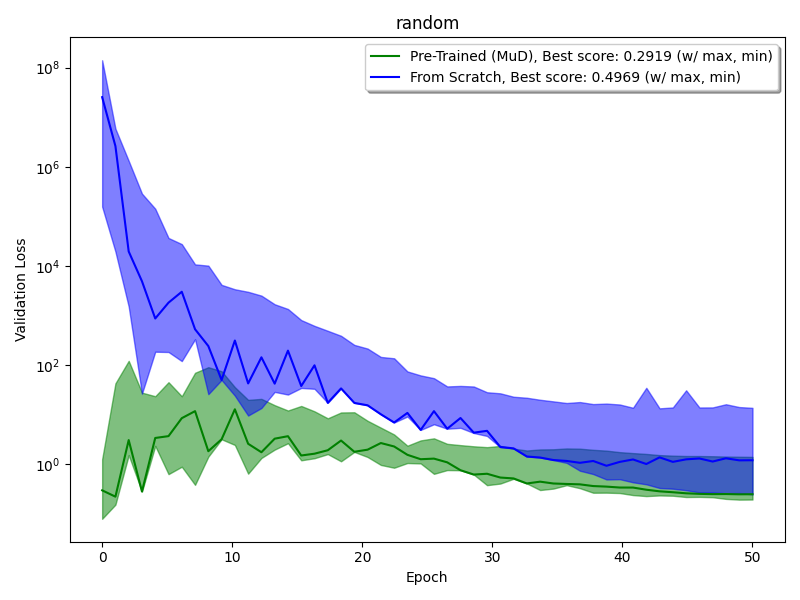 random
Pre-Trained (MuD), Best score: 0.2919 (w/ max, min)
From Scratch, Best score: 0.4969 (w/ max, min)
Validation Loss
10^8
10^6
10^4
10^2
10^0
0 10 20 30 40 50
Epoch